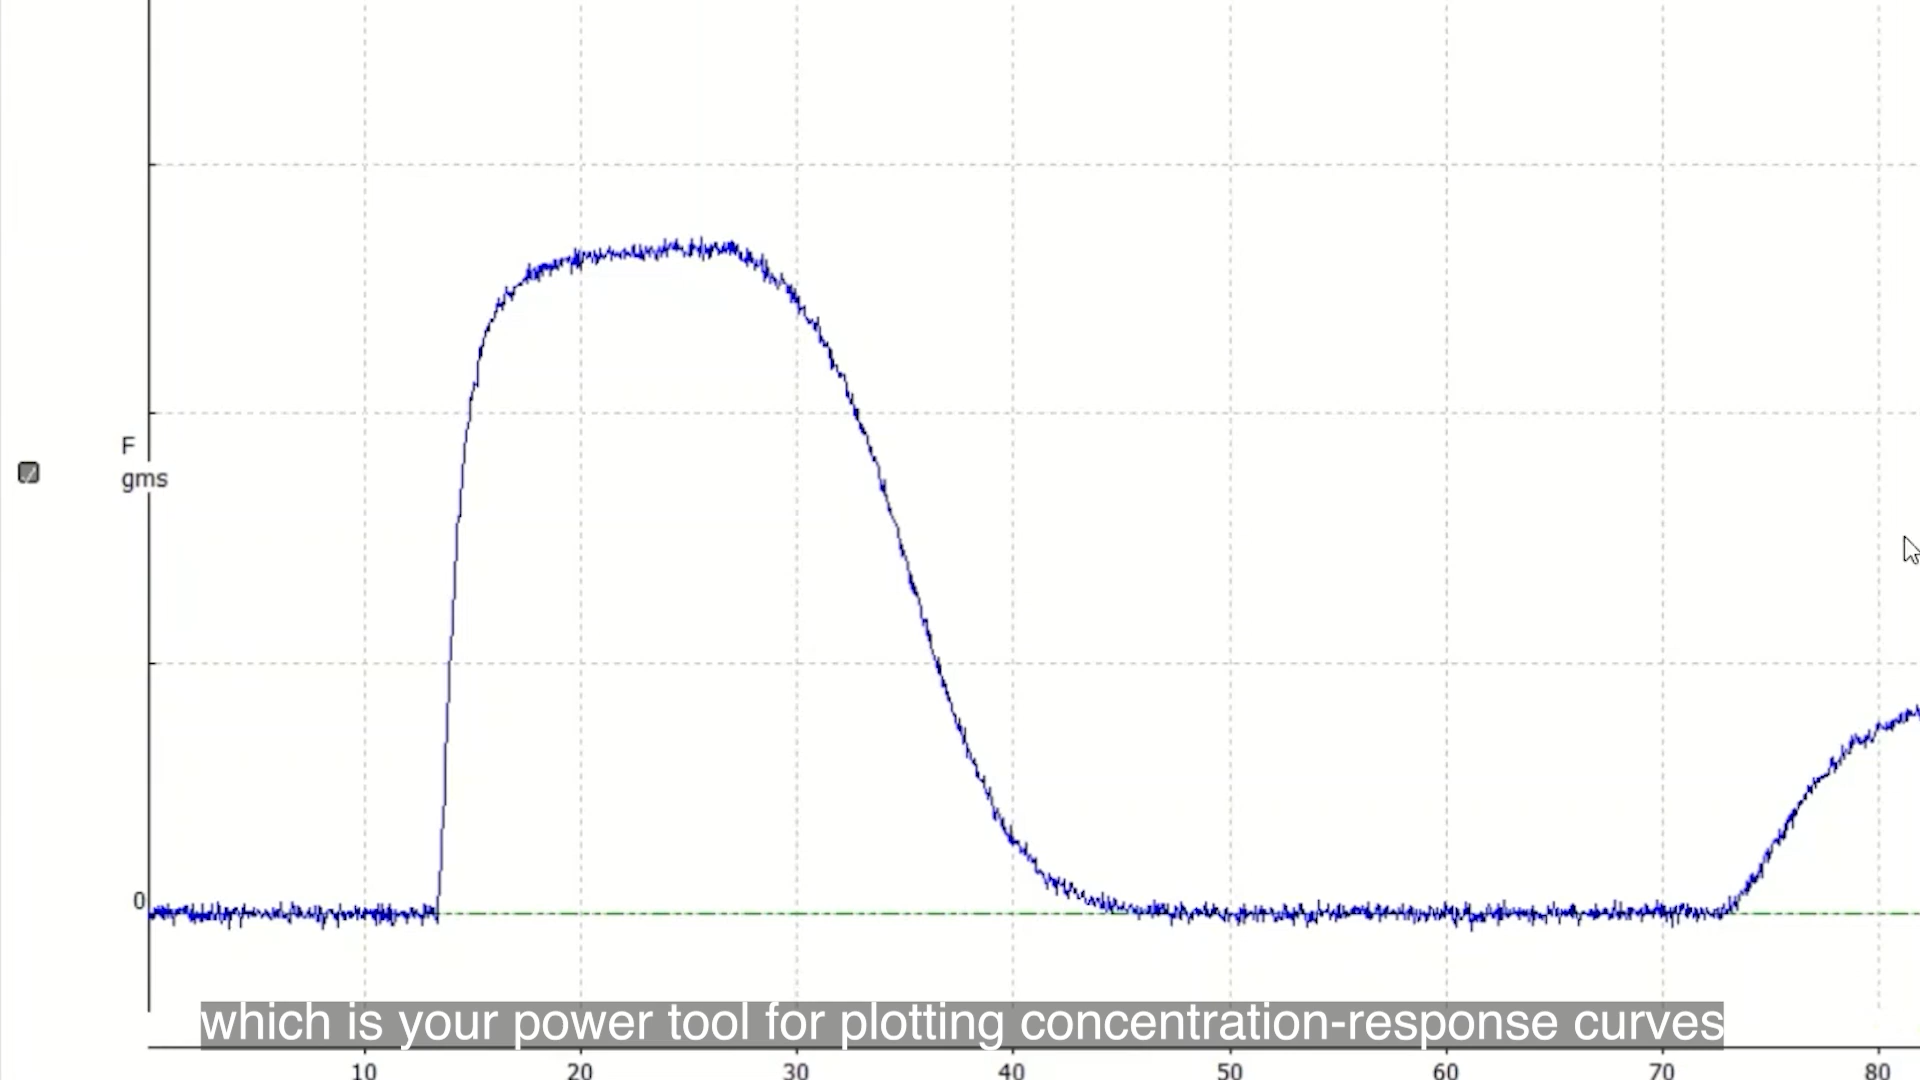 F
gms
0
which is your power tool for plotting concentration-response curves
10 20 30 40 50 60 70 80